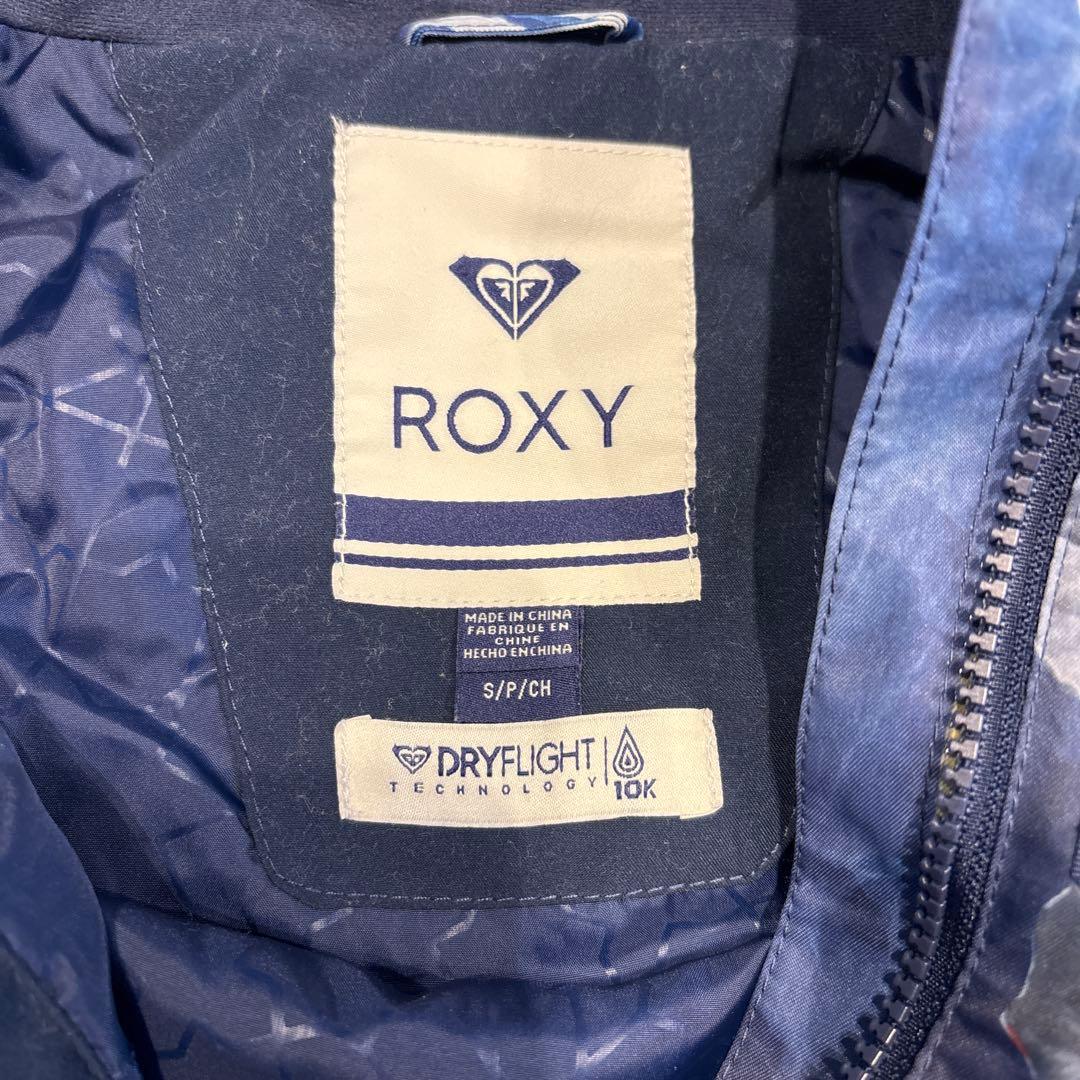 ROXY
MADE IN CHINA
FABRIQUE EN
CHINE
HECHO EN CHINA
S/P/CH
DRYFLIGHT
TECHNOLOGY
10K